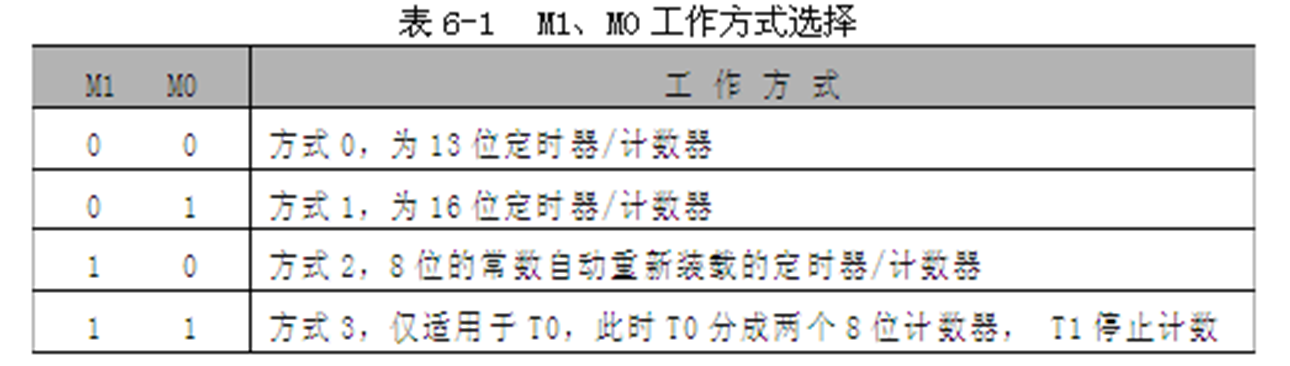 表 6-1 M1、M0 工作方式选择
M1 M0 工 作 方 式
0 0 方式 0，为 13 位定时器/计数器
0 1 方式 1，为 16 位定时器/计数器
1 0 方式 2，8 位的常数自动重新装载的定时器/计数器
1 1 方式 3，仅适用于 T0，此时 T0 分成两个 8 位计数器， T1 停止计数